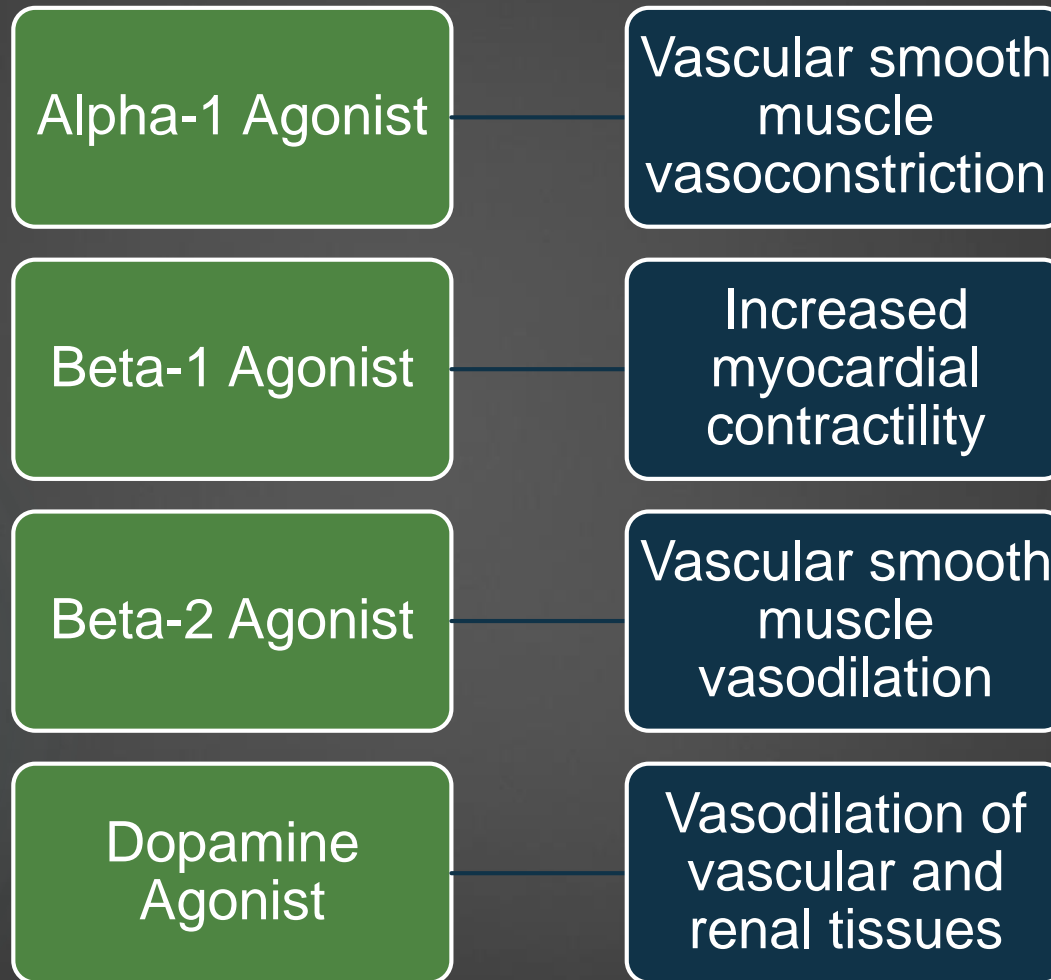 Alpha-1 Agonist
Vascular smooth
muscle
vasoconstriction
Beta-1 Agonist
Increased
myocardial
contractility
Beta-2 Agonist
Vascular smooth
muscle
vasodilation
Dopamine
Agonist
Vasodilation of
vascular and
renal tissues